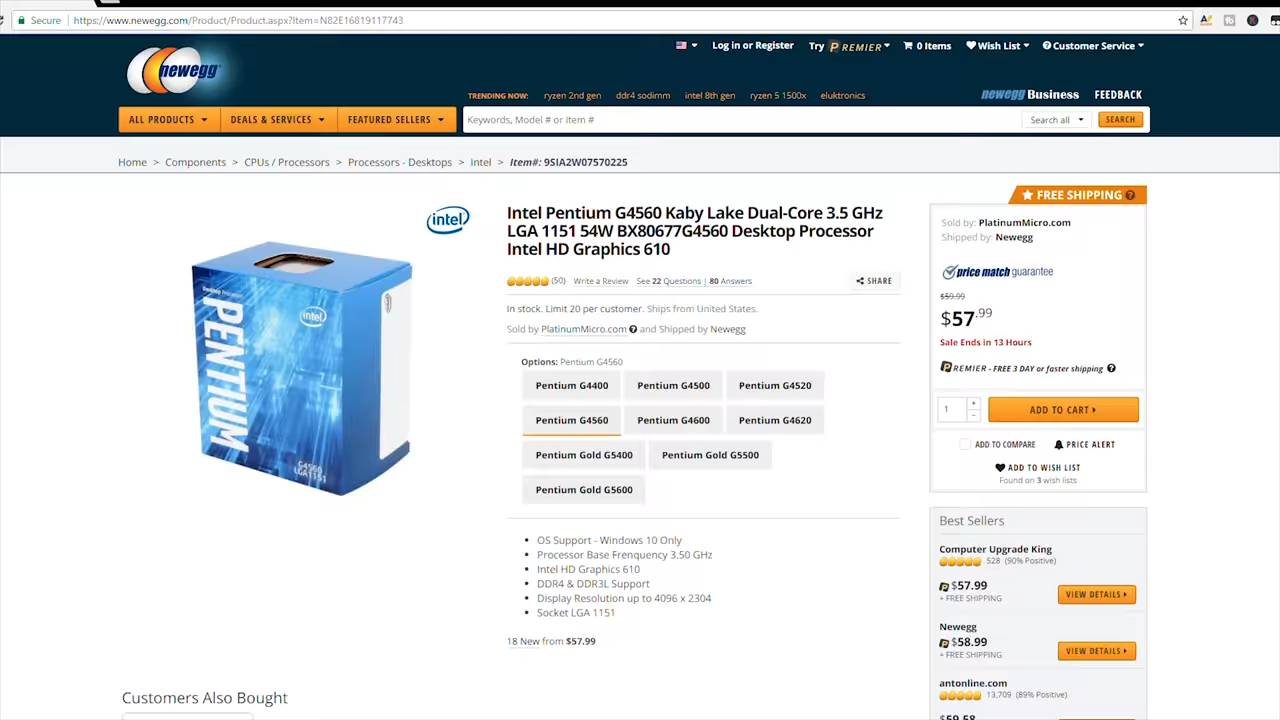 Secure https://www.newegg.com/Product/Product.aspx?Item=N82E16819117743
Log in or Register Try PREMIER 0 Items Wish List Customer Service
newegg
TRENDING NOW: ryzen 2nd gen ddr4 sodimm intel 8th gen ryzen 5 1500x eluktronics
newegg Business FEEDBACK
ALL PRODUCTS DEALS & SERVICES FEATURED SELLERS Keywords, Model # or Item # Search all SEARCH
Home > Components > CPUs / Processors > Processors - Desktops > Intel > Item#: 9SIA2W07570225
intel
Intel Pentium G4560 Kaby Lake Dual-Core 3.5 GHz
LGA 1151 54W BX80677G4560 Desktop Processor
Intel HD Graphics 610
(50) Write a Review See 22 Questions | 80 Answers SHARE
In stock. Limit 20 per customer. Ships from United States.
Sold by PlatinumMicro.com and Shipped by Newegg
Desktop Processor
PENTIUM
intel
G4560
LGA1151
Options: Pentium G4560
Pentium G4400 Pentium G4500 Pentium G4520
Pentium G4560 Pentium G4600 Pentium G4620
Pentium Gold G5400 Pentium Gold G5500
Pentium Gold G5600
OS Support - Windows 10 Only
Processor Base Frenquency 3.50 GHz
Intel HD Graphics 610
DDR4 & DDR3L Support
Display Resolution up to 4096 x 2304
Socket LGA 1151
18 New from $57.99
FREE SHIPPING
Sold by: PlatinumMicro.com
Shipped by: Newegg
price match guarantee
$59.99
$57.99
Sale Ends in 13 Hours
PREMIER - FREE 3 DAY or faster shipping
1 ADD TO CART
ADD TO COMPARE PRICE ALERT
ADD TO WISH LIST
Found on 3 wish lists
Best Sellers
Computer Upgrade King
528 (90% Positive)
$57.99
+ FREE SHIPPING
VIEW DETAILS
Newegg
$58.99
+ FREE SHIPPING
VIEW DETAILS
antonline.com
13,709 (89% Positive)
$59.58
Customers Also Bought